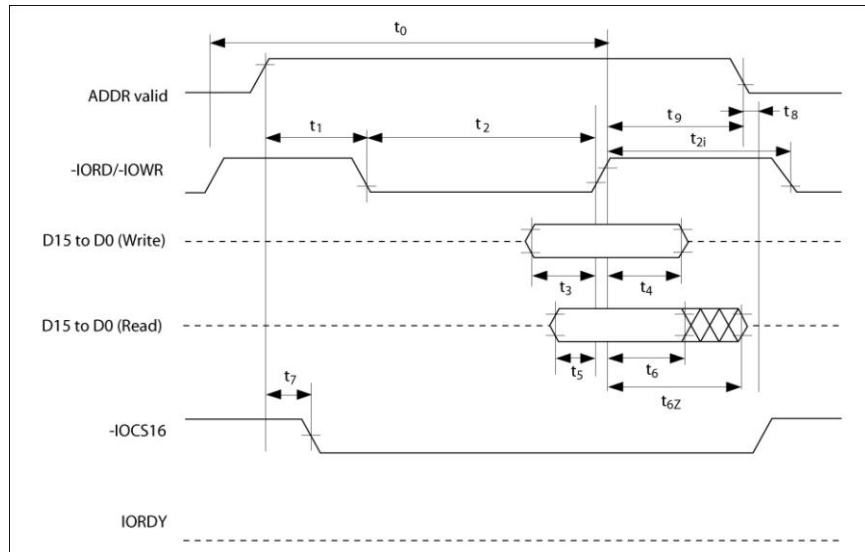 t0
ADDR valid
t9
t8
t1
t2
t2i
-IORD/-IOWR
D15 to D0 (Write)
t3
t4
D15 to D0 (Read)
t5
t6
t7
t6Z
-IOCS16
IORDY